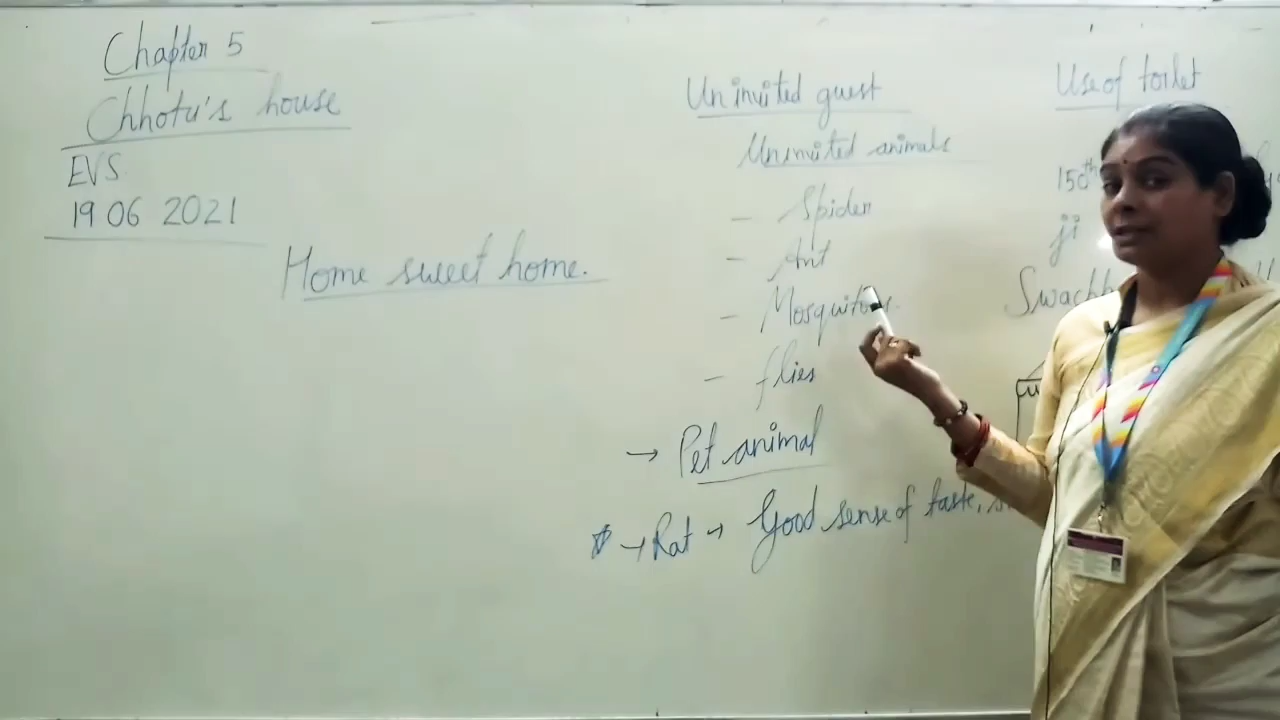 Chapter 5
Chhotu's house
EVS
19 06 2021
Home sweet home.
Uninvited guest
Uninvited animals
- Spider
- Ant
- Mosquitoes.
- flies
→ Pet animal
→ Rat → Good sense of taste,
Use of toilet
150th
ji
Swachh